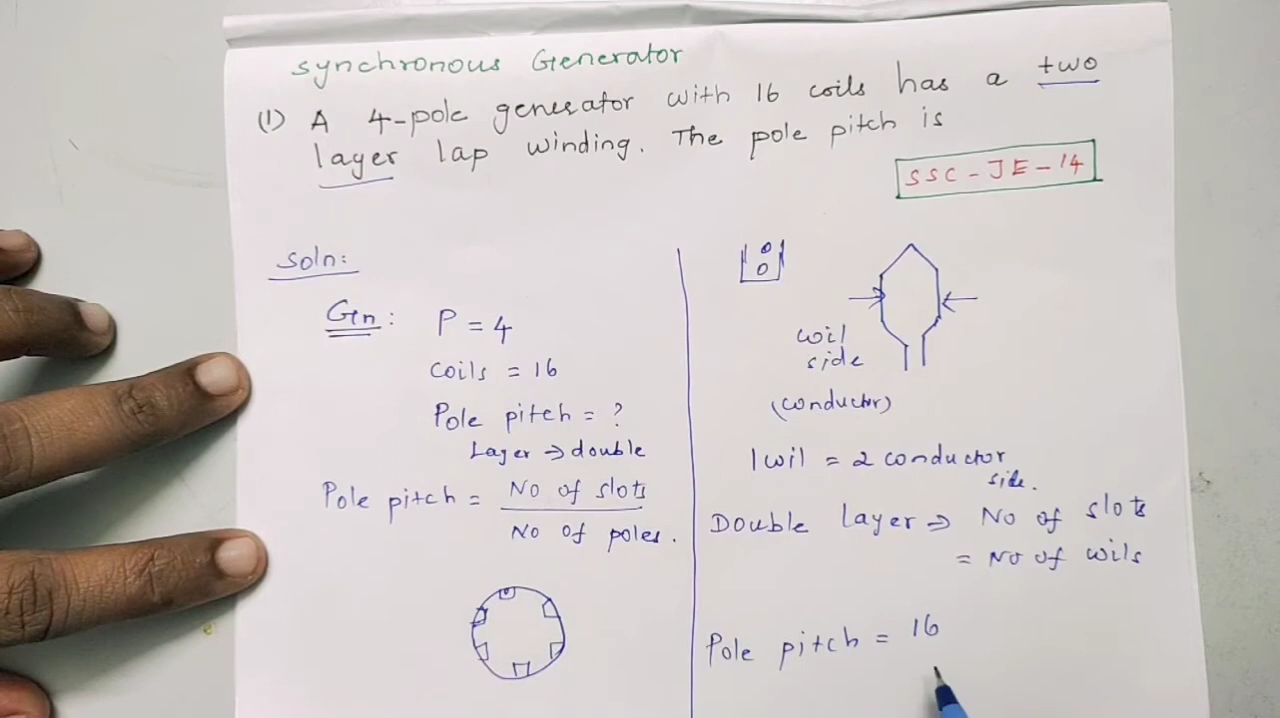 Synchronous Generator
(1) A 4-pole generator with 16 coils has a two
layer lap winding. The pole pitch is
SSC-JE-14
Soln:
Gn: P = 4
coils = 16
Pole pitch = ?
Layer → double
Pole pitch = No of slots
No of poles.
coil
side
(conductor)
1 coil = 2 conductor
side.
Double layer ⇒ No of slots
= No of coils
Pole pitch = 16